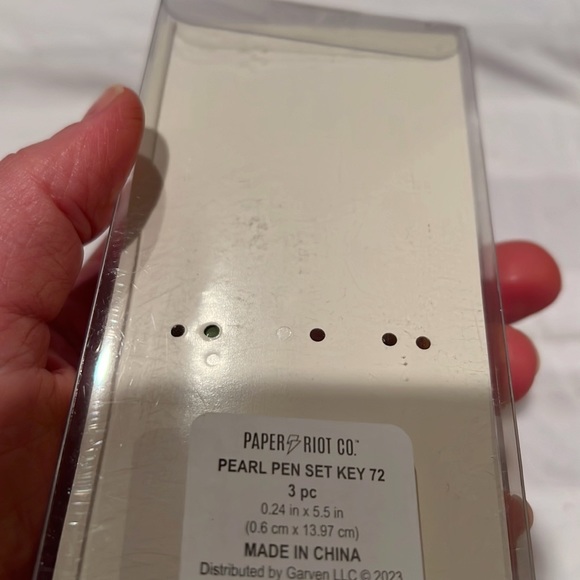 PAPER RIOT CO.™
PEARL PEN SET KEY 72
3 pc
0.24 in x 5.5 in
(0.6 cm x 13.97 cm)
MADE IN CHINA
Distributed by Garven LLC © 2023